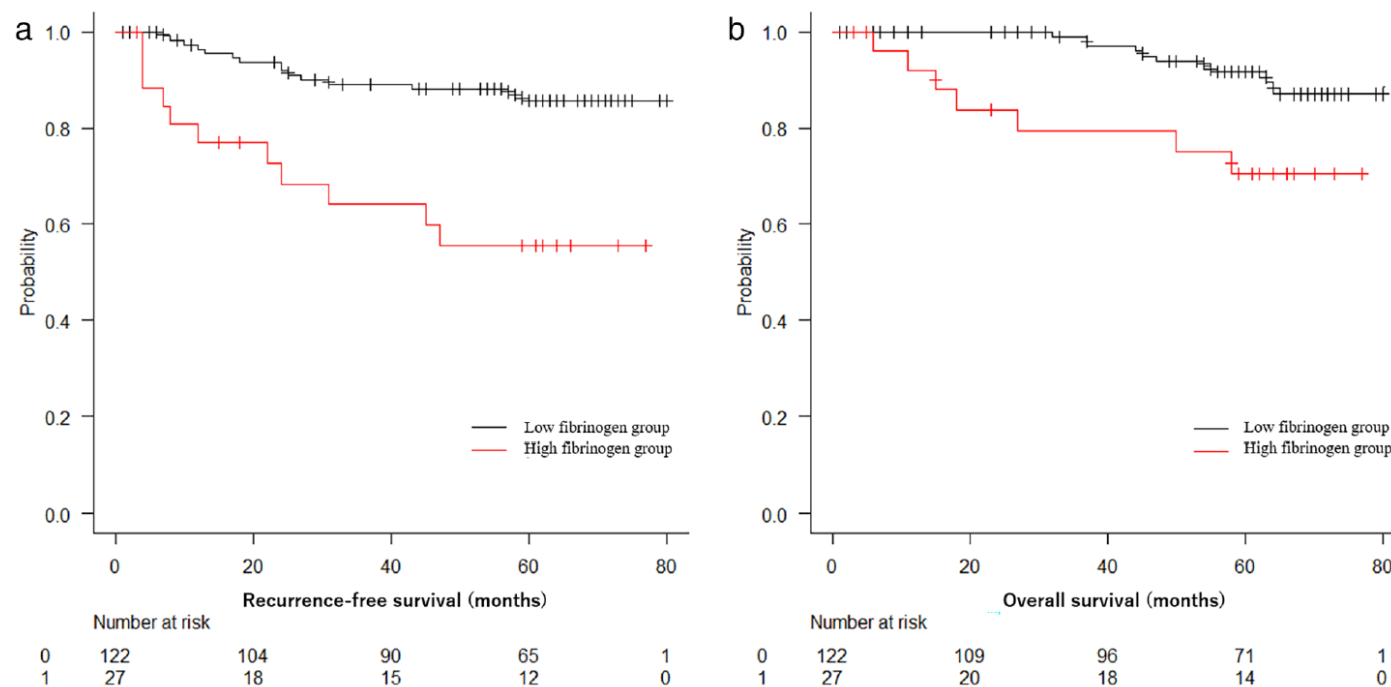 a
1.0
0.8
0.6
0.4
0.2
0.0
Probability
Low fibrinogen group
High fibrinogen group
0 20 40 60 80
Recurrence-free survival (months)
Number at risk
0 122 104 90 65 1
1 27 18 15 12 0
b
1.0
0.8
0.6
0.4
0.2
0.0
Probability
Low fibrinogen group
High fibrinogen group
0 20 40 60 80
Overall survival (months)
Number at risk
0 122 109 96 71 1
1 27 20 18 14 0